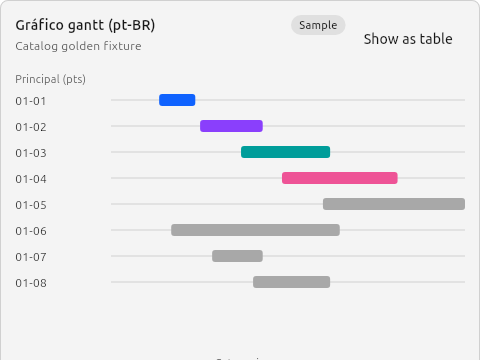 Gráfico gantt (pt-BR)
Sample
Catalog golden fixture
Show as table
Principal (pts)
01-01
01-02
01-03
01-04
01-05
01-06
01-07
01-08